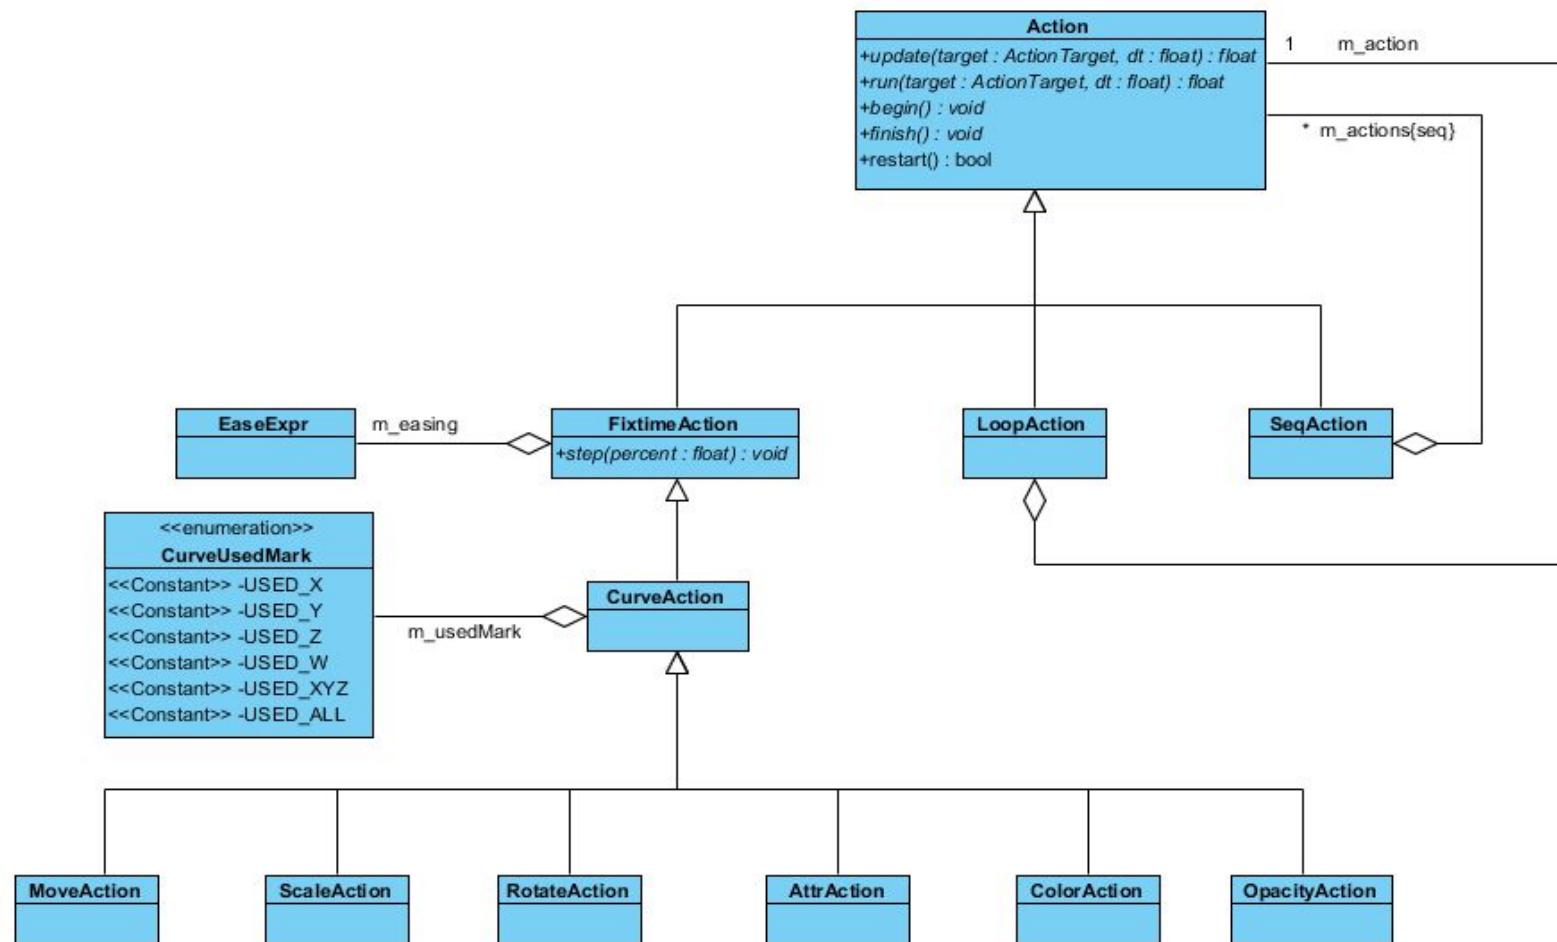 Action
+update(target : ActionTarget, dt : float) : float
+run(target : ActionTarget, dt : float) : float
+begin() : void
+finish() : void
+restart() : bool
1 m_action
* m_actions{seq}
EaseExpr
m_easing
FixtimeAction
+step(percent : float) : void
LoopAction
SeqAction
<<enumeration>>
CurveUsedMark
<<Constant>> -USED_X
<<Constant>> -USED_Y
<<Constant>> -USED_Z
<<Constant>> -USED_W
<<Constant>> -USED_XYZ
<<Constant>> -USED_ALL
m_usedMark
CurveAction
MoveAction
ScaleAction
RotateAction
AttrAction
ColorAction
OpacityAction